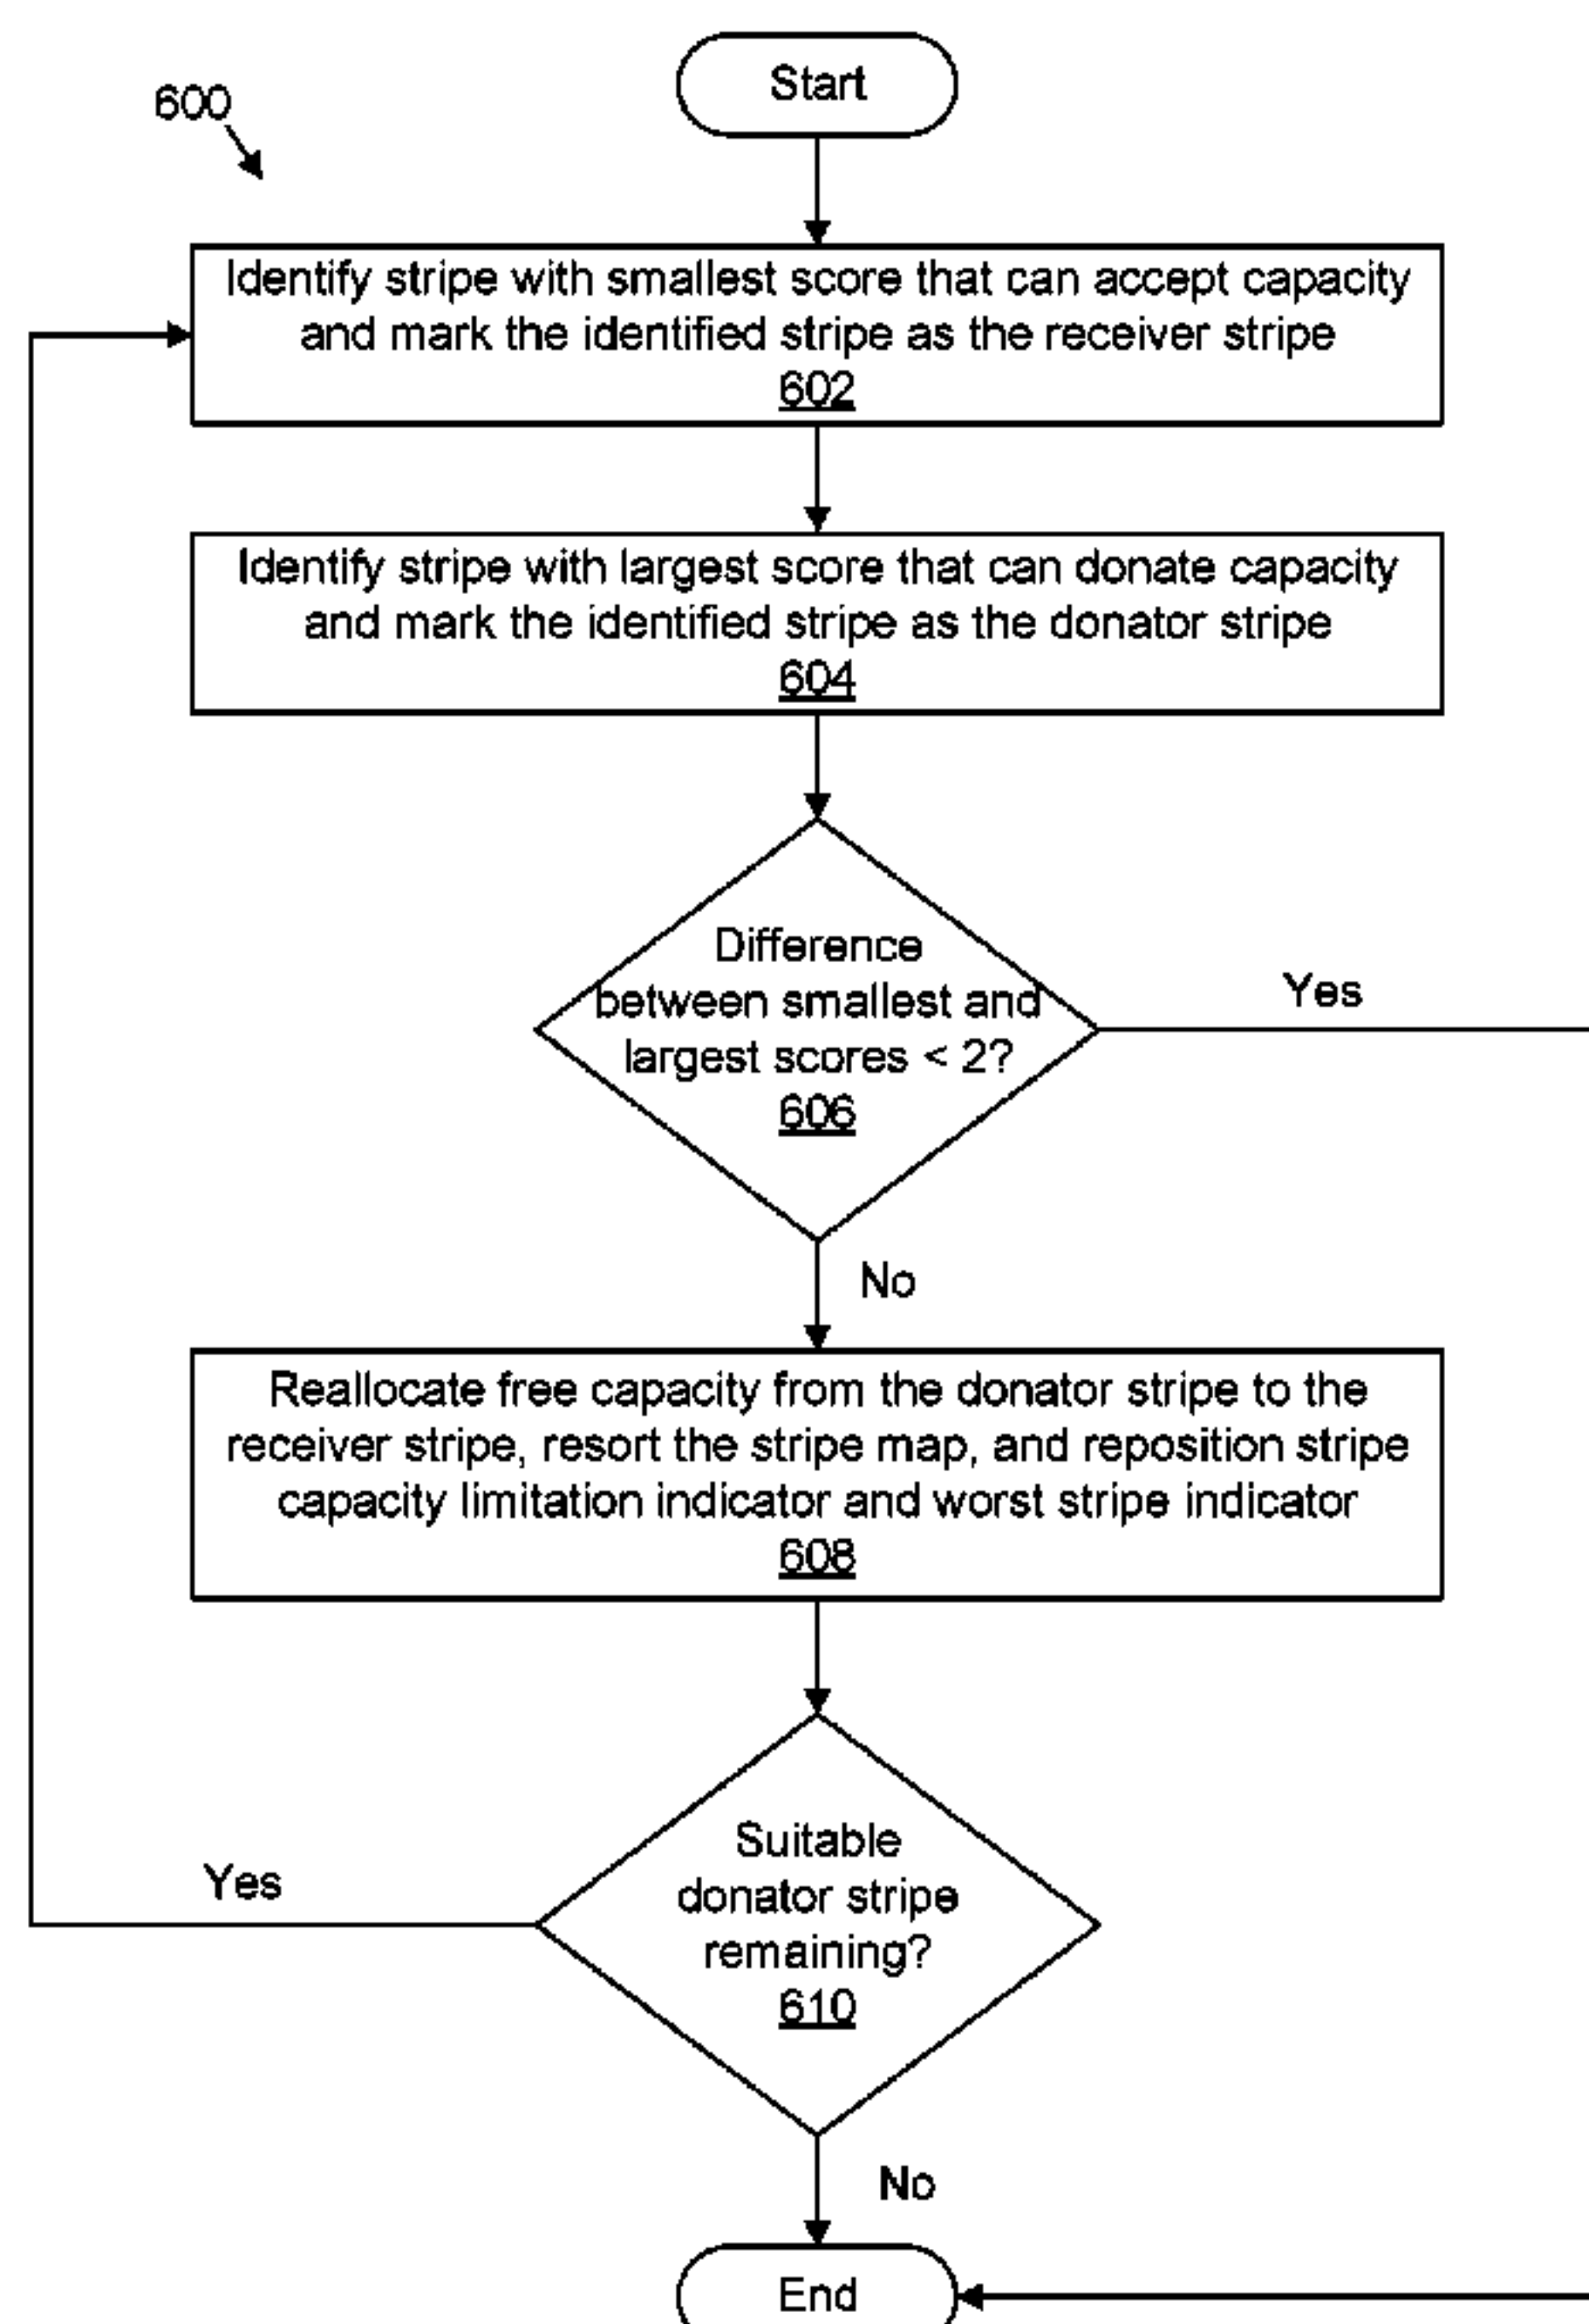 Start
600
Identify stripe with smallest score that can accept capacity
and mark the identified stripe as the receiver stripe
602
Identify stripe with largest score that can donate capacity
and mark the identified stripe as the donator stripe
604
Difference
between smallest and
largest scores < 2?
606
Yes
No
Reallocate free capacity from the donator stripe to the
receiver stripe, resort the stripe map, and reposition stripe
capacity limitation indicator and worst stripe indicator
608
Suitable
donator stripe
remaining?
610
Yes
No
End